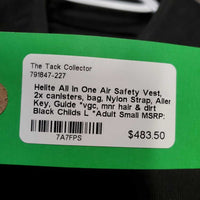 The Tack Collector
791847-227
Helite All in One Air Safety Vest,
2x canisters, bag, Nylon Strap, Allen
Key, Guide *vgc, mnr hair & dirt
Black Childs L *Adult Small MSRP:
7A7FPS
$483.50